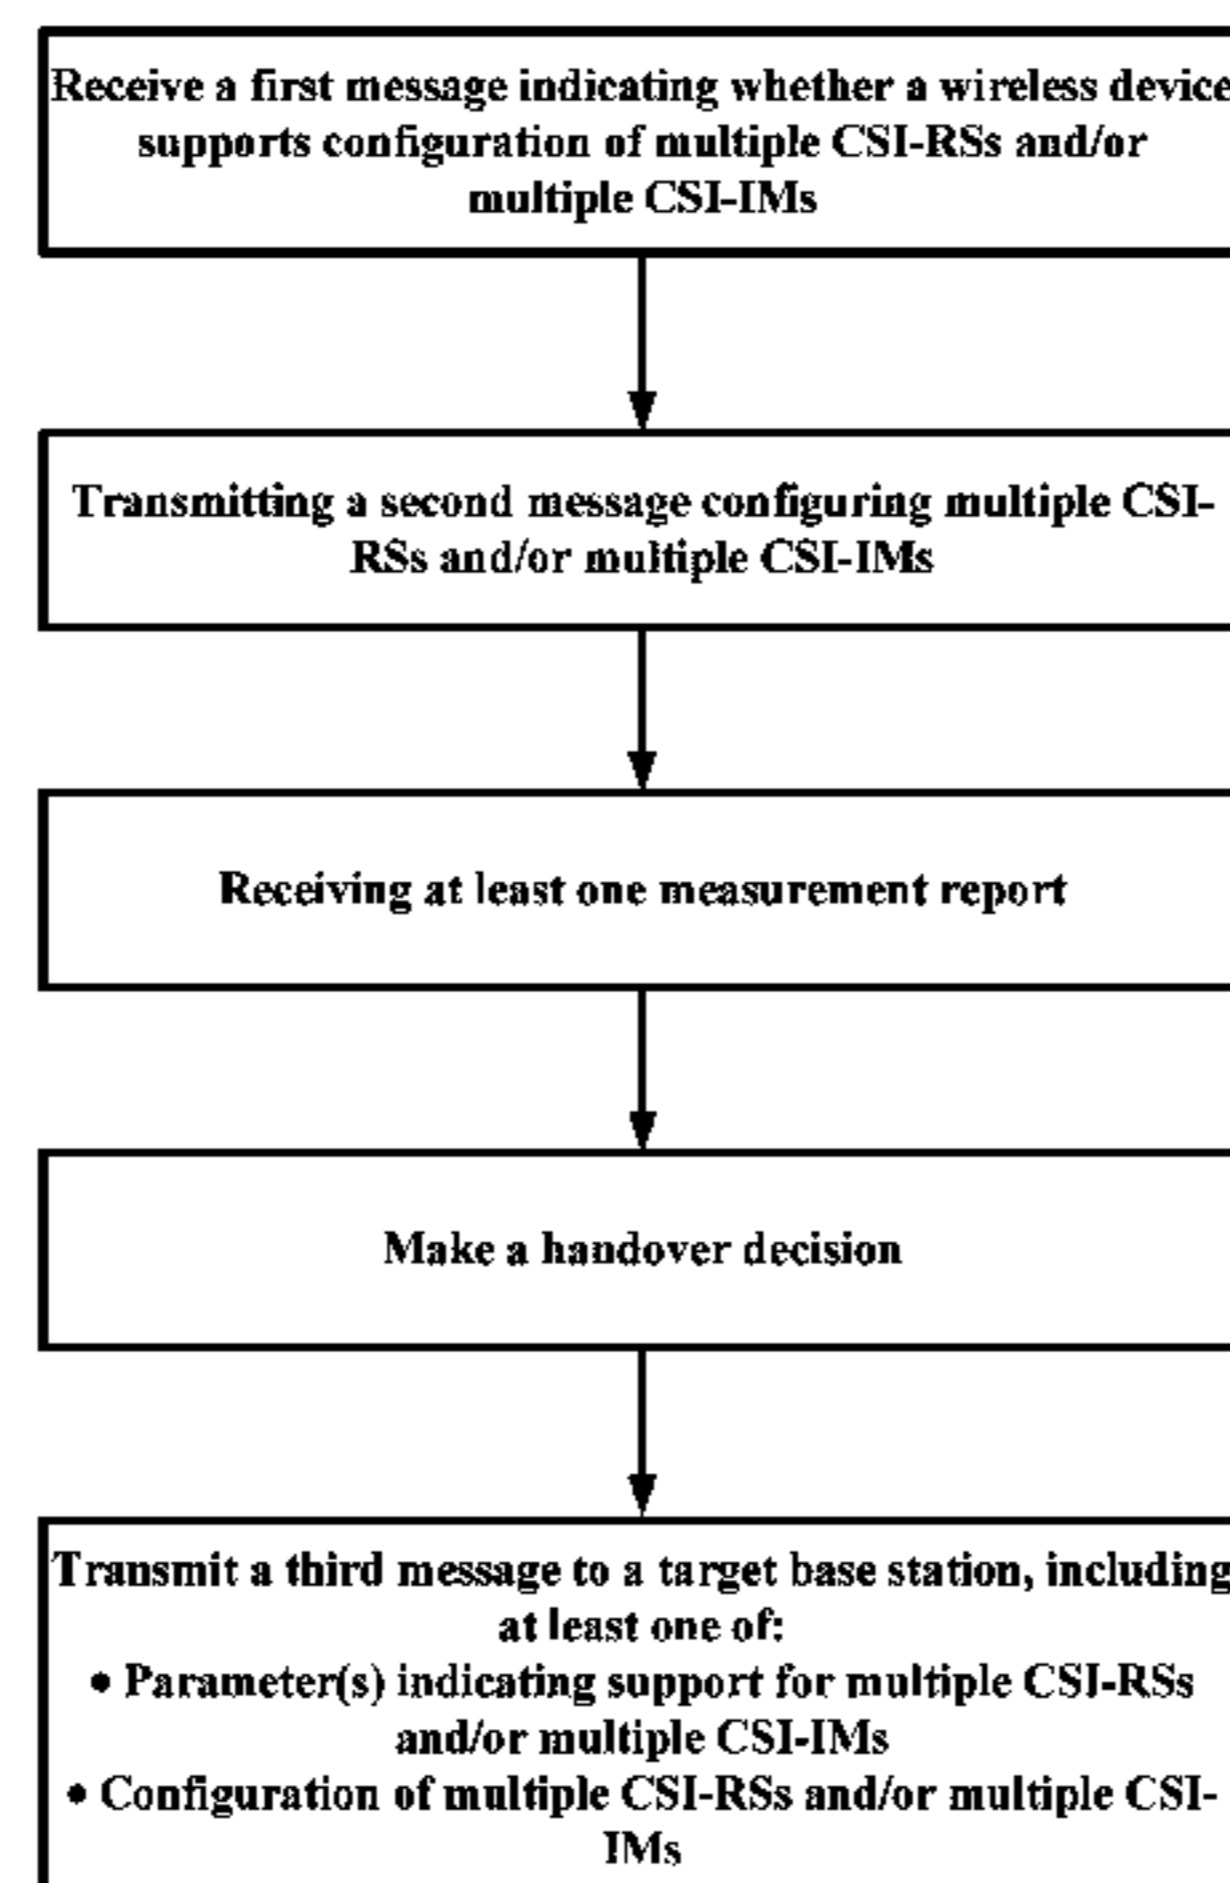 Receive a first message indicating whether a wireless device
supports configuration of multiple CSI-RSs and/or
multiple CSI-IMs
Transmitting a second message configuring multiple CSI-
RSs and/or multiple CSI-IMs
Receiving at least one measurement report
Make a handover decision
Transmit a third message to a target base station, including
at least one of:
• Parameter(s) indicating support for multiple CSI-RSs
and/or multiple CSI-IMs
• Configuration of multiple CSI-RSs and/or multiple CSI-
IMs